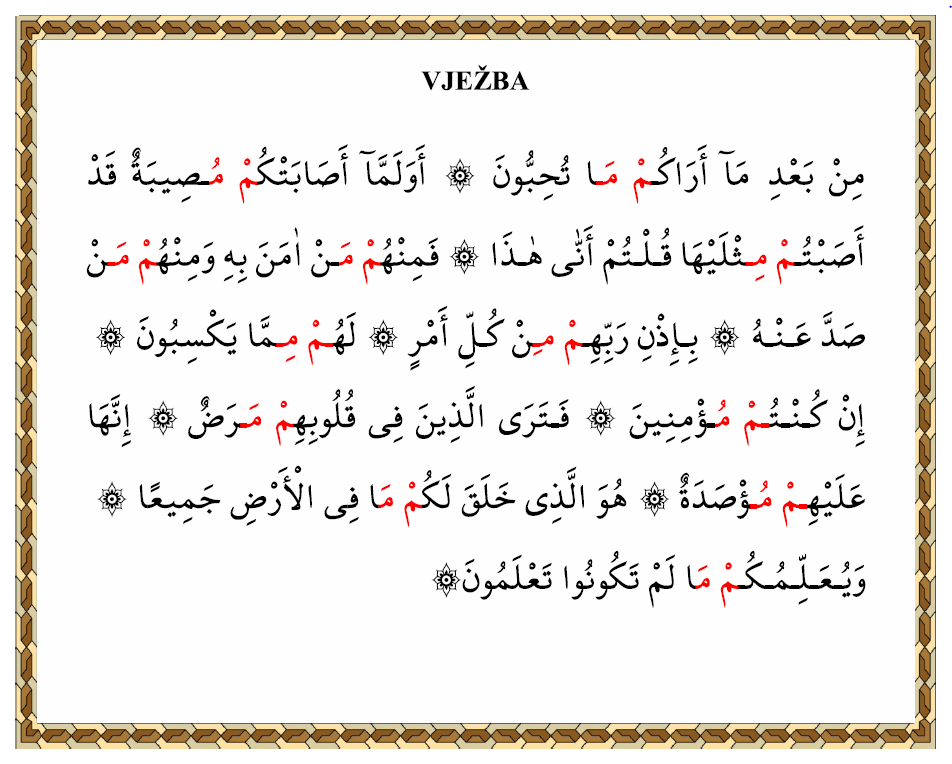 VJEŽBA
مِنْ بَعْدِ مَآ أَرَاكُمْ مَا تُحِبُّونَ ۞ أَوَلَمَّآ أَصَابَتْكُمْ مُصِيبَةٌ قَدْ
أَصَبْتُمْ مِثْلَيْهَا قُلْتُمْ أَنّٰى هٰذَا ۞ فَمِنْهُمْ مَنْ اٰمَنَ بِهِ وَمِنْهُمْ مَنْ
صَدَّ عَنْهُ ۞ بِإِذْنِ رَبِّهِمْ مِنْ كُلِّ أَمْرٍ ۞ لَهُمْ مِمَّا يَكْسِبُونَ ۞
إِنْ كُنْتُمْ مُؤْمِنِينَ ۞ فَتَرَى الَّذِينَ فِى قُلُوبِهِمْ مَرَضٌ ۞ إِنَّهَا
عَلَيْهِمْ مُؤْصَدَةٌ ۞ هُوَ الَّذِى خَلَقَ لَكُمْ مَا فِى الْأَرْضِ جَمِيعًا ۞
وَيُعَلِّمُكُمْ مَا لَمْ تَكُونُوا تَعْلَمُونَ۞